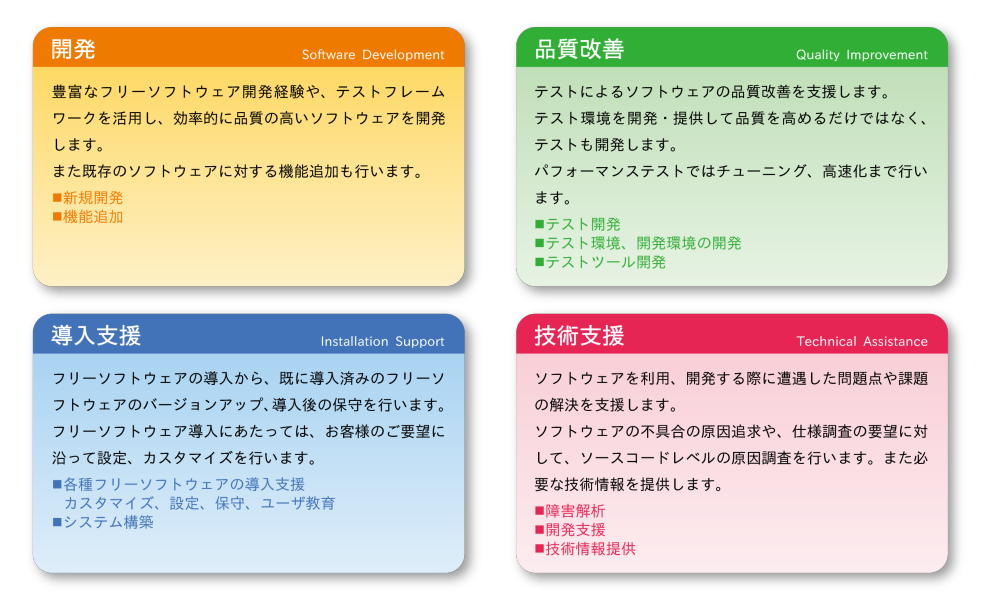 開発 Software Development
豊富なフリーソフトウェア開発経験や、テストフレーム
ワークを活用し、効率的に品質の高いソフトウェアを開発
します。
また既存のソフトウェアに対する機能追加も行います。
■新規開発
■機能追加
品質改善 Quality Improvement
テストによるソフトウェアの品質改善を支援します。
テスト環境を開発・提供して品質を高めるだけではなく、
テストも開発します。
パフォーマンステストではチューニング、高速化まで行い
ます。
■テスト開発
■テスト環境、開発環境の開発
■テストツール開発
導入支援 Installation Support
フリーソフトウェアの導入から、既に導入済みのフリーソ
フトウェアのバージョンアップ、導入後の保守を行います。
フリーソフトウェア導入にあたっては、お客様のご要望に
沿って設定、カスタマイズを行います。
■各種フリーソフトウェアの導入支援
カスタマイズ、設定、保守、ユーザ教育
■システム構築
技術支援 Technical Assistance
ソフトウェアを利用、開発する際に遭遇した問題点や課題
の解決を支援します。
ソフトウェアの不具合の原因追求や、仕様調査の要望に対
して、ソースコードレベルの原因調査を行います。また必
要な技術情報を提供します。
■障害解析
■開発支援
■技術情報提供